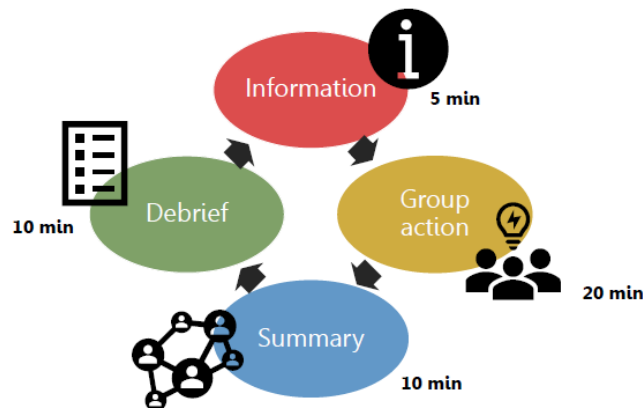 Information
5 min
Group
action
20 min
Summary
10 min
Debrief
10 min